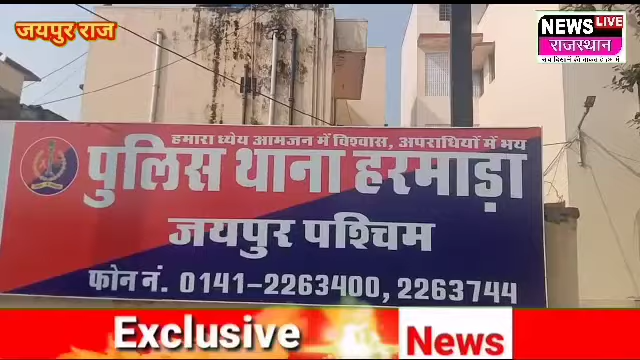 जयपुर राज
NEWS LIVE
राजस्थान
हमारा ध्येय आमजन में विश्वास, अपराधियों में भय
पुलिस थाना हरमाड़ा
जयपुर पश्चिम
फोन नं. 0141-2263400, 2263744
Exclusive News